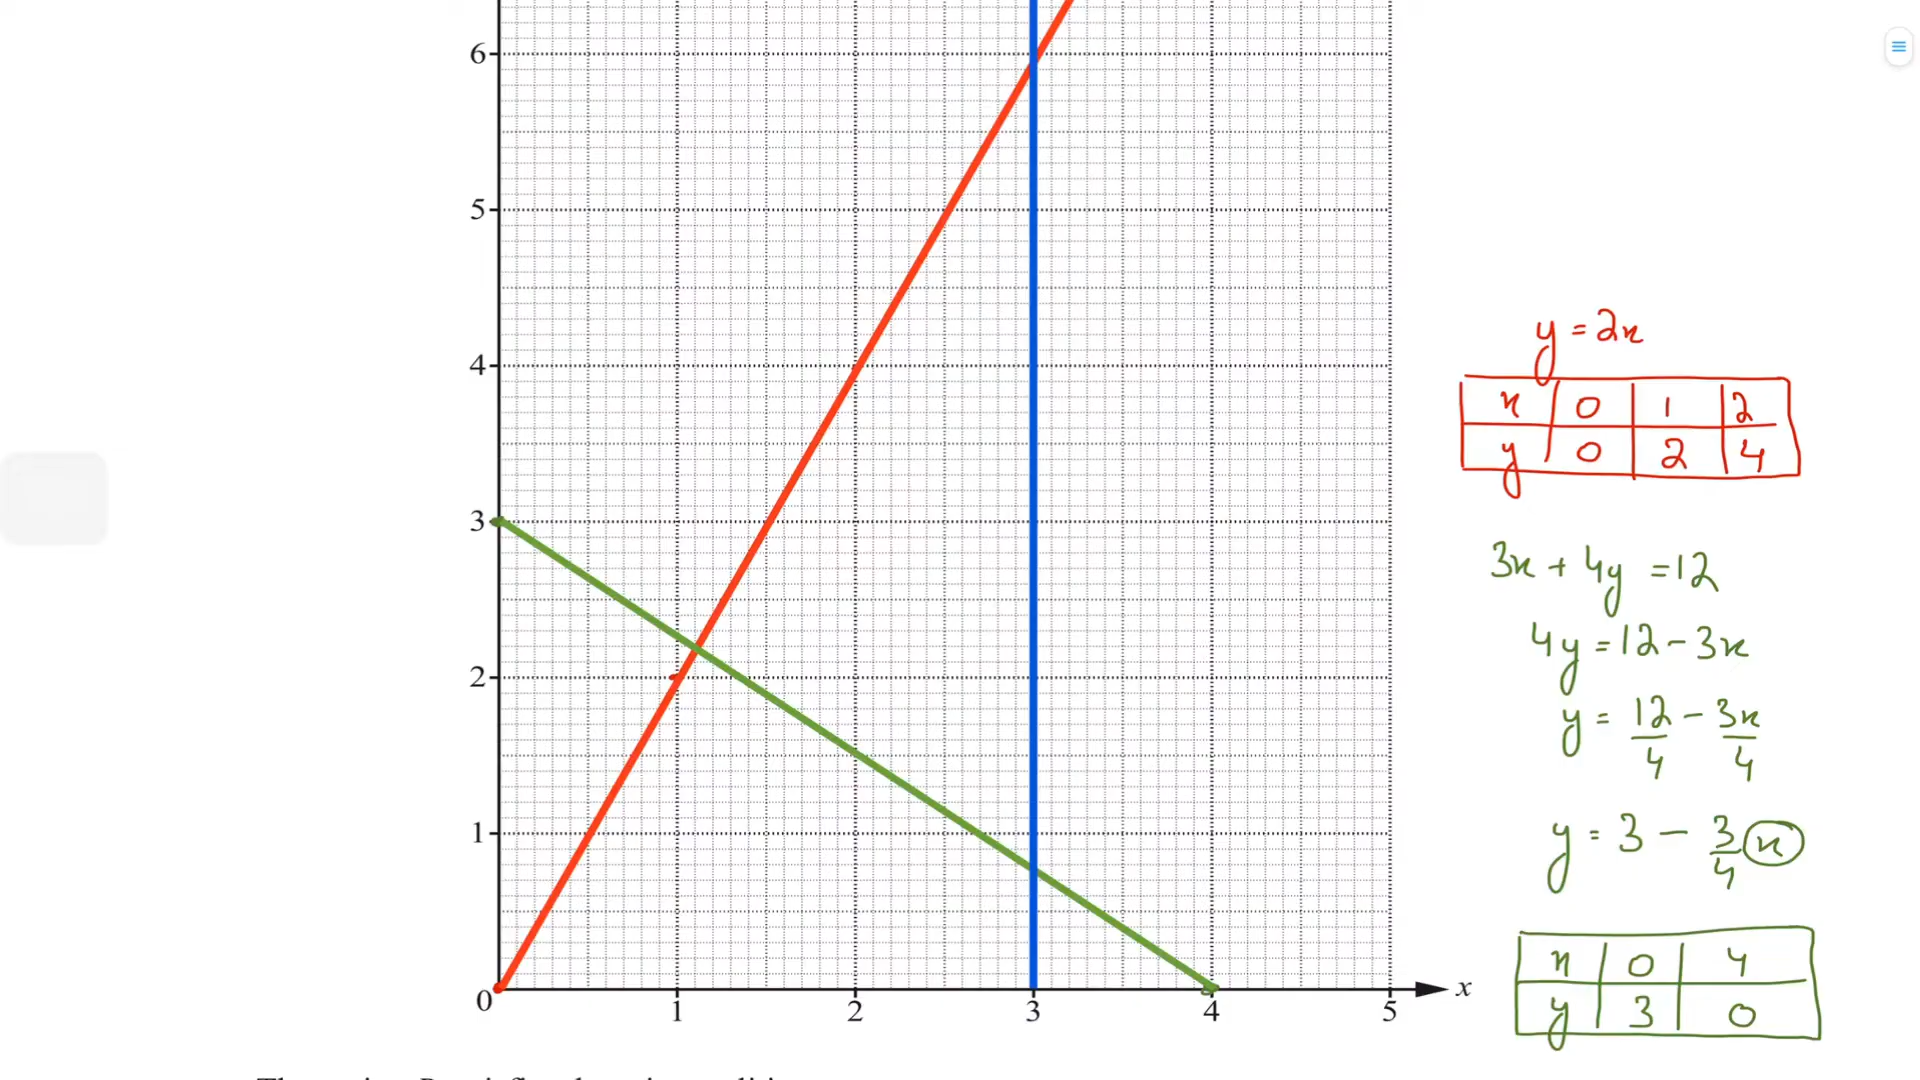 6
5
4
3
2
1
0
1 2 3 4 5 x
y = 2x
x 0 1 2
y 0 2 4
3x + 4y = 12
4y = 12 - 3x
y = 12/4 - 3x/4
y = 3 - 3/4 x
x 0 4
y 3 0